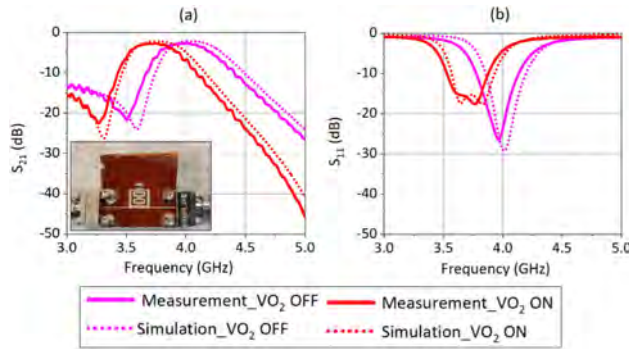 (a)
(b)
0
-10
-20
-30
-40
-50
S21 (dB)
3.0 3.5 4.0 4.5 5.0
Frequency (GHz)
0
-10
-20
-30
-40
-50
S11 (dB)
3.0 3.5 4.0 4.5 5.0
Frequency (GHz)
Measurement_VO2 OFF
Measurement_VO2 ON
Simulation_VO2 OFF
Simulation_VO2 ON